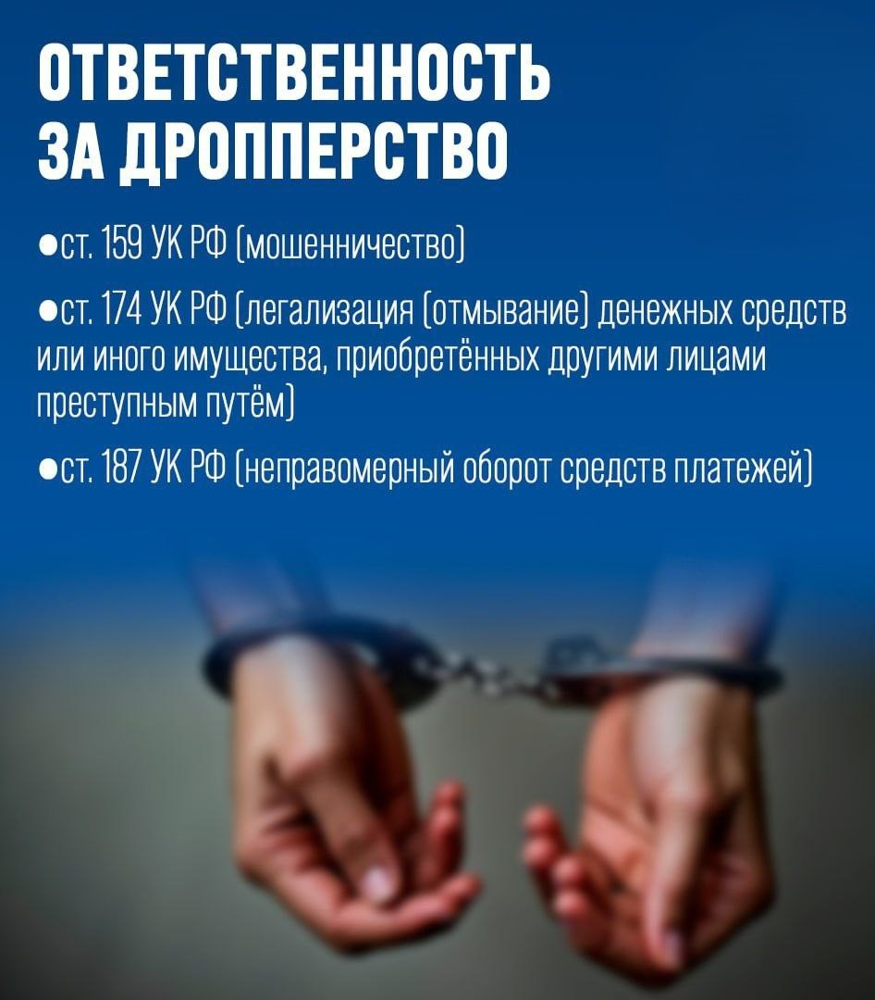 ОТВЕТСТВЕННОСТЬ
ЗА ДРОППЕРСТВО
●ст. 159 УК РФ (мошенничество)
●ст. 174 УК РФ (легализация (отмывание) денежных средств
или иного имущества, приобретённых другими лицами
преступным путём)
●ст. 187 УК РФ (неправомерный оборот средств платежей)